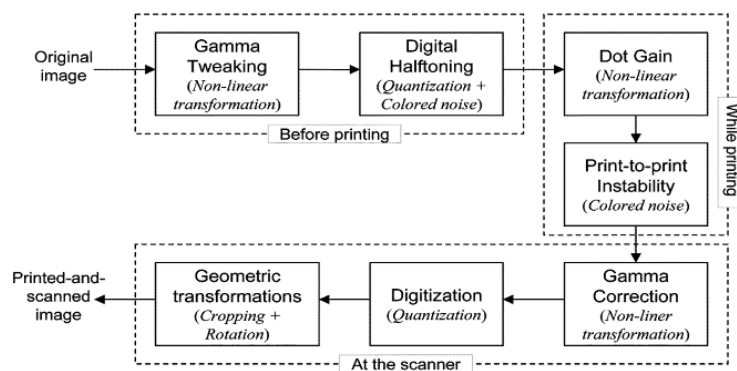 Original
image
Gamma
Tweaking
(Non-linear
transformation)
Digital
Halftoning
(Quantization +
Colored noise)
Before printing
Dot Gain
(Non-linear
transformation)
Print-to-print
Instability
(Colored noise)
While printing
Gamma
Correction
(Non-liner
transformation)
Digitization
(Quantization)
Geometric
transformations
(Cropping +
Rotation)
Printed-and-
scanned
image
At the scanner